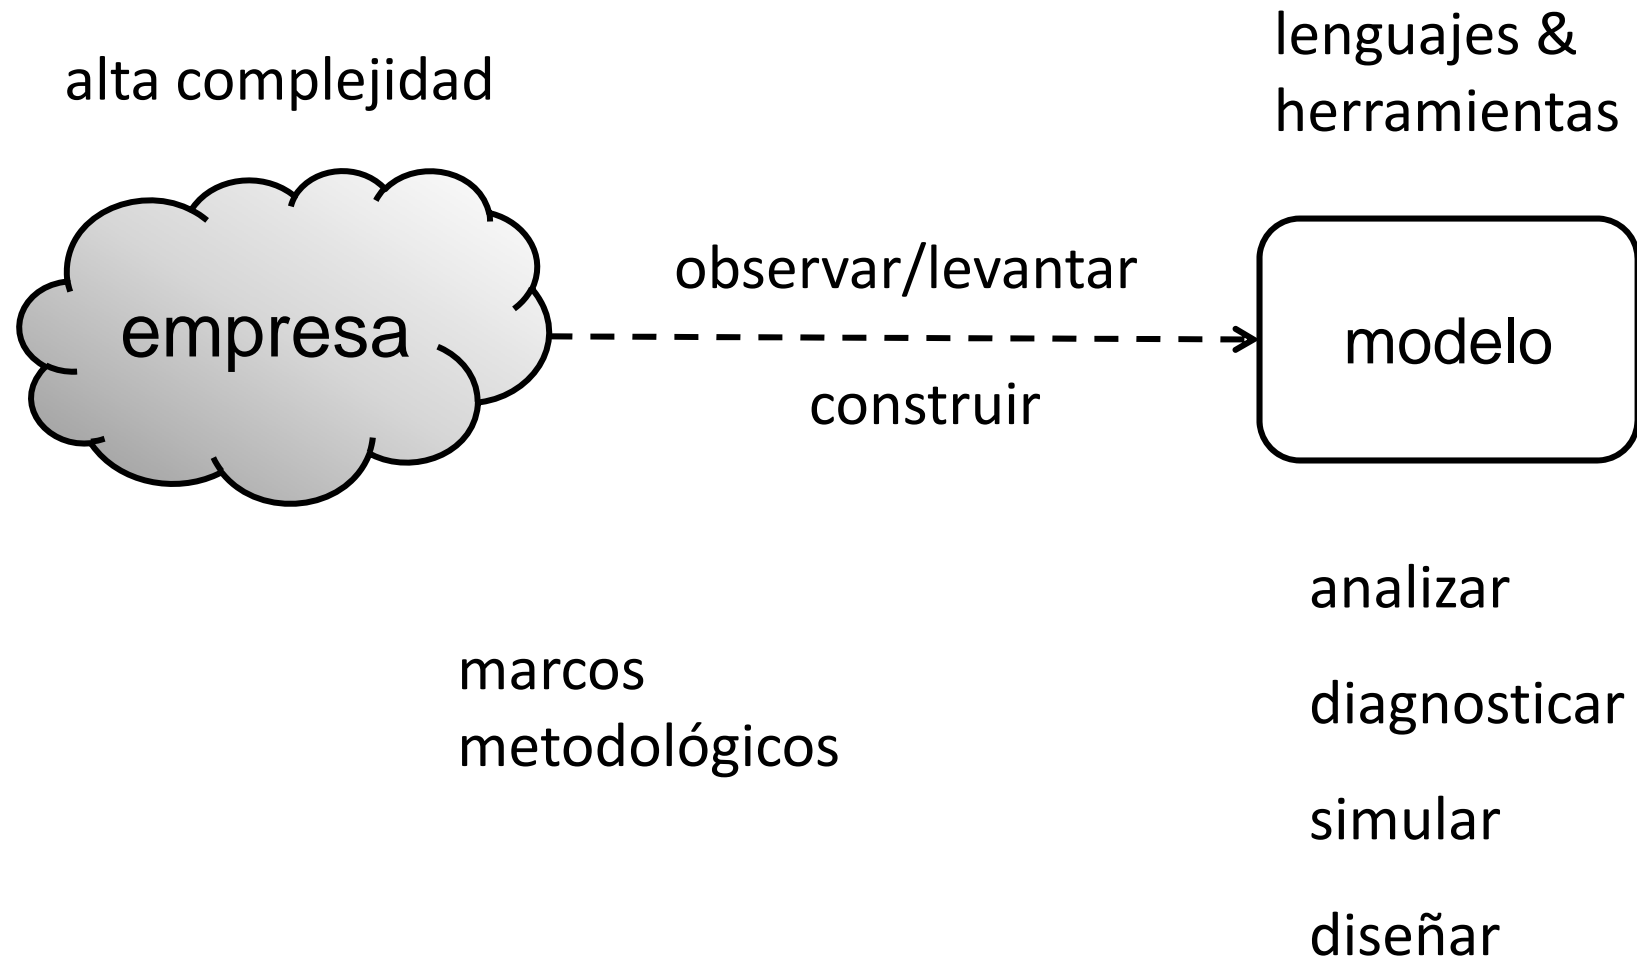 alta complejidad
lenguajes &
herramientas
empresa
observar/levantar
construir
modelo
marcos
metodológicos
analizar
diagnosticar
simular
diseñar